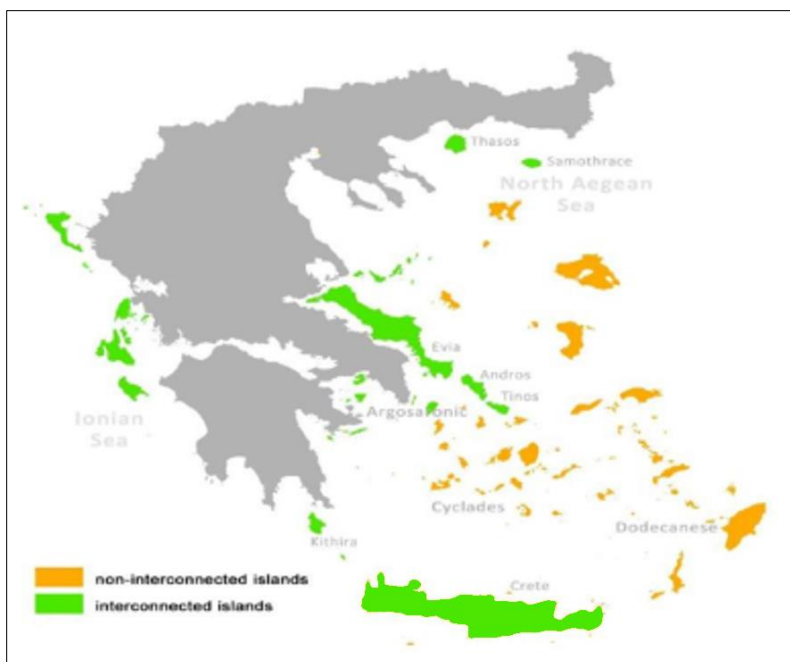 Thasos
Samothrace
North Aegean
Sea
Evia
Andros
Tinos
Argosaronic
Ionian
Sea
Cyclades
Dodecanese
Kithira
Crete
non-interconnected islands
interconnected islands